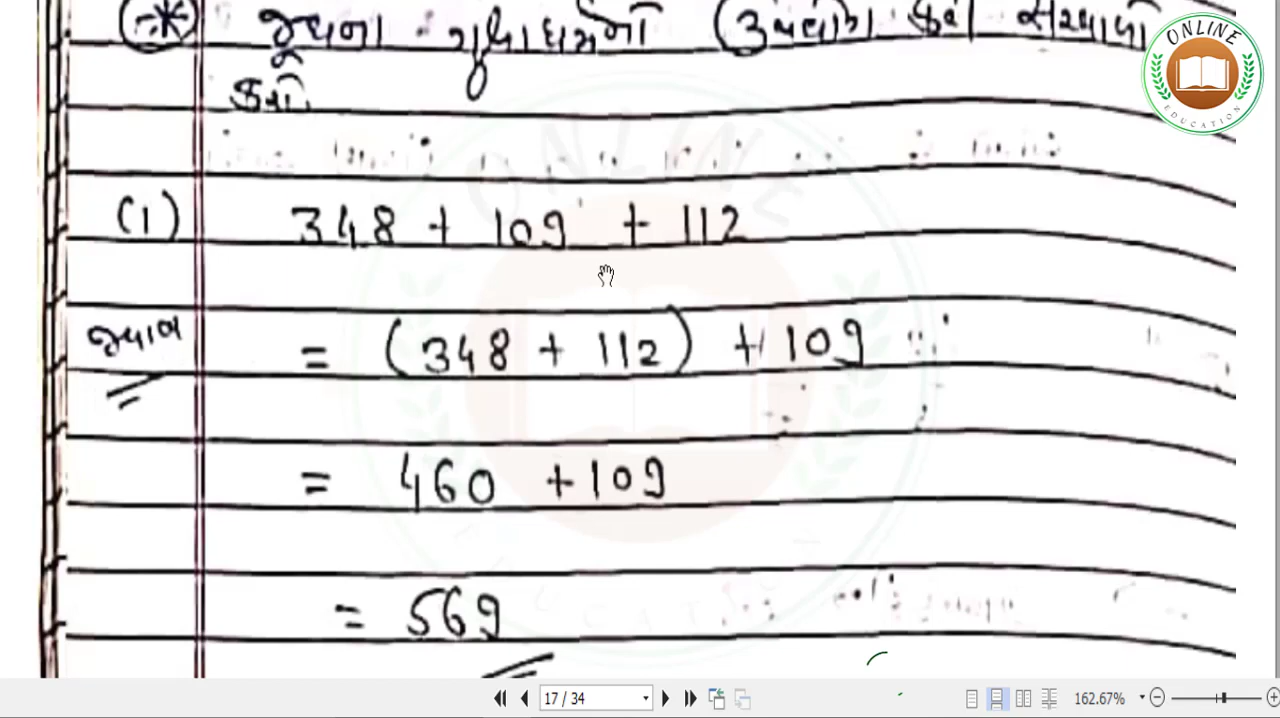 જૂથના ગુણધર્મનો ઉપયોગ કરી સરવાળો
કરો.
(1) 348 + 109 + 112
જવાબ = (348 + 112) + 109
= 460 + 109
= 569
ONLINE
EDUCATION
17 / 34
162.67%